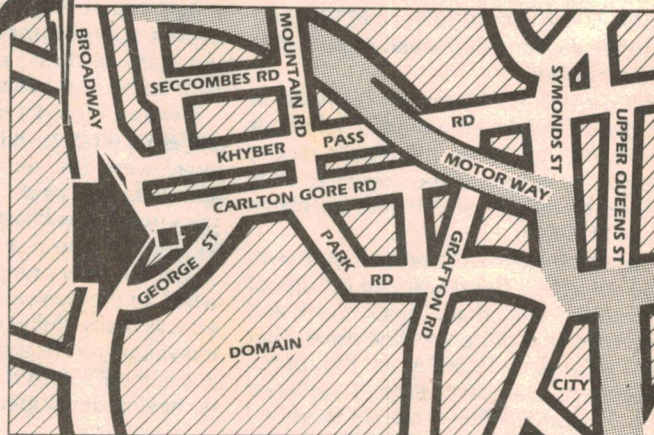 BROADWAY
MOUNTAIN RD
SECCOMBES RD
KHYBER PASS RD
SYMONDS ST
UPPER QUEENS ST
MOTOR WAY
CARLTON GORE RD
GEORGE ST
PARK RD
GRAFTON RD
DOMAIN
CITY